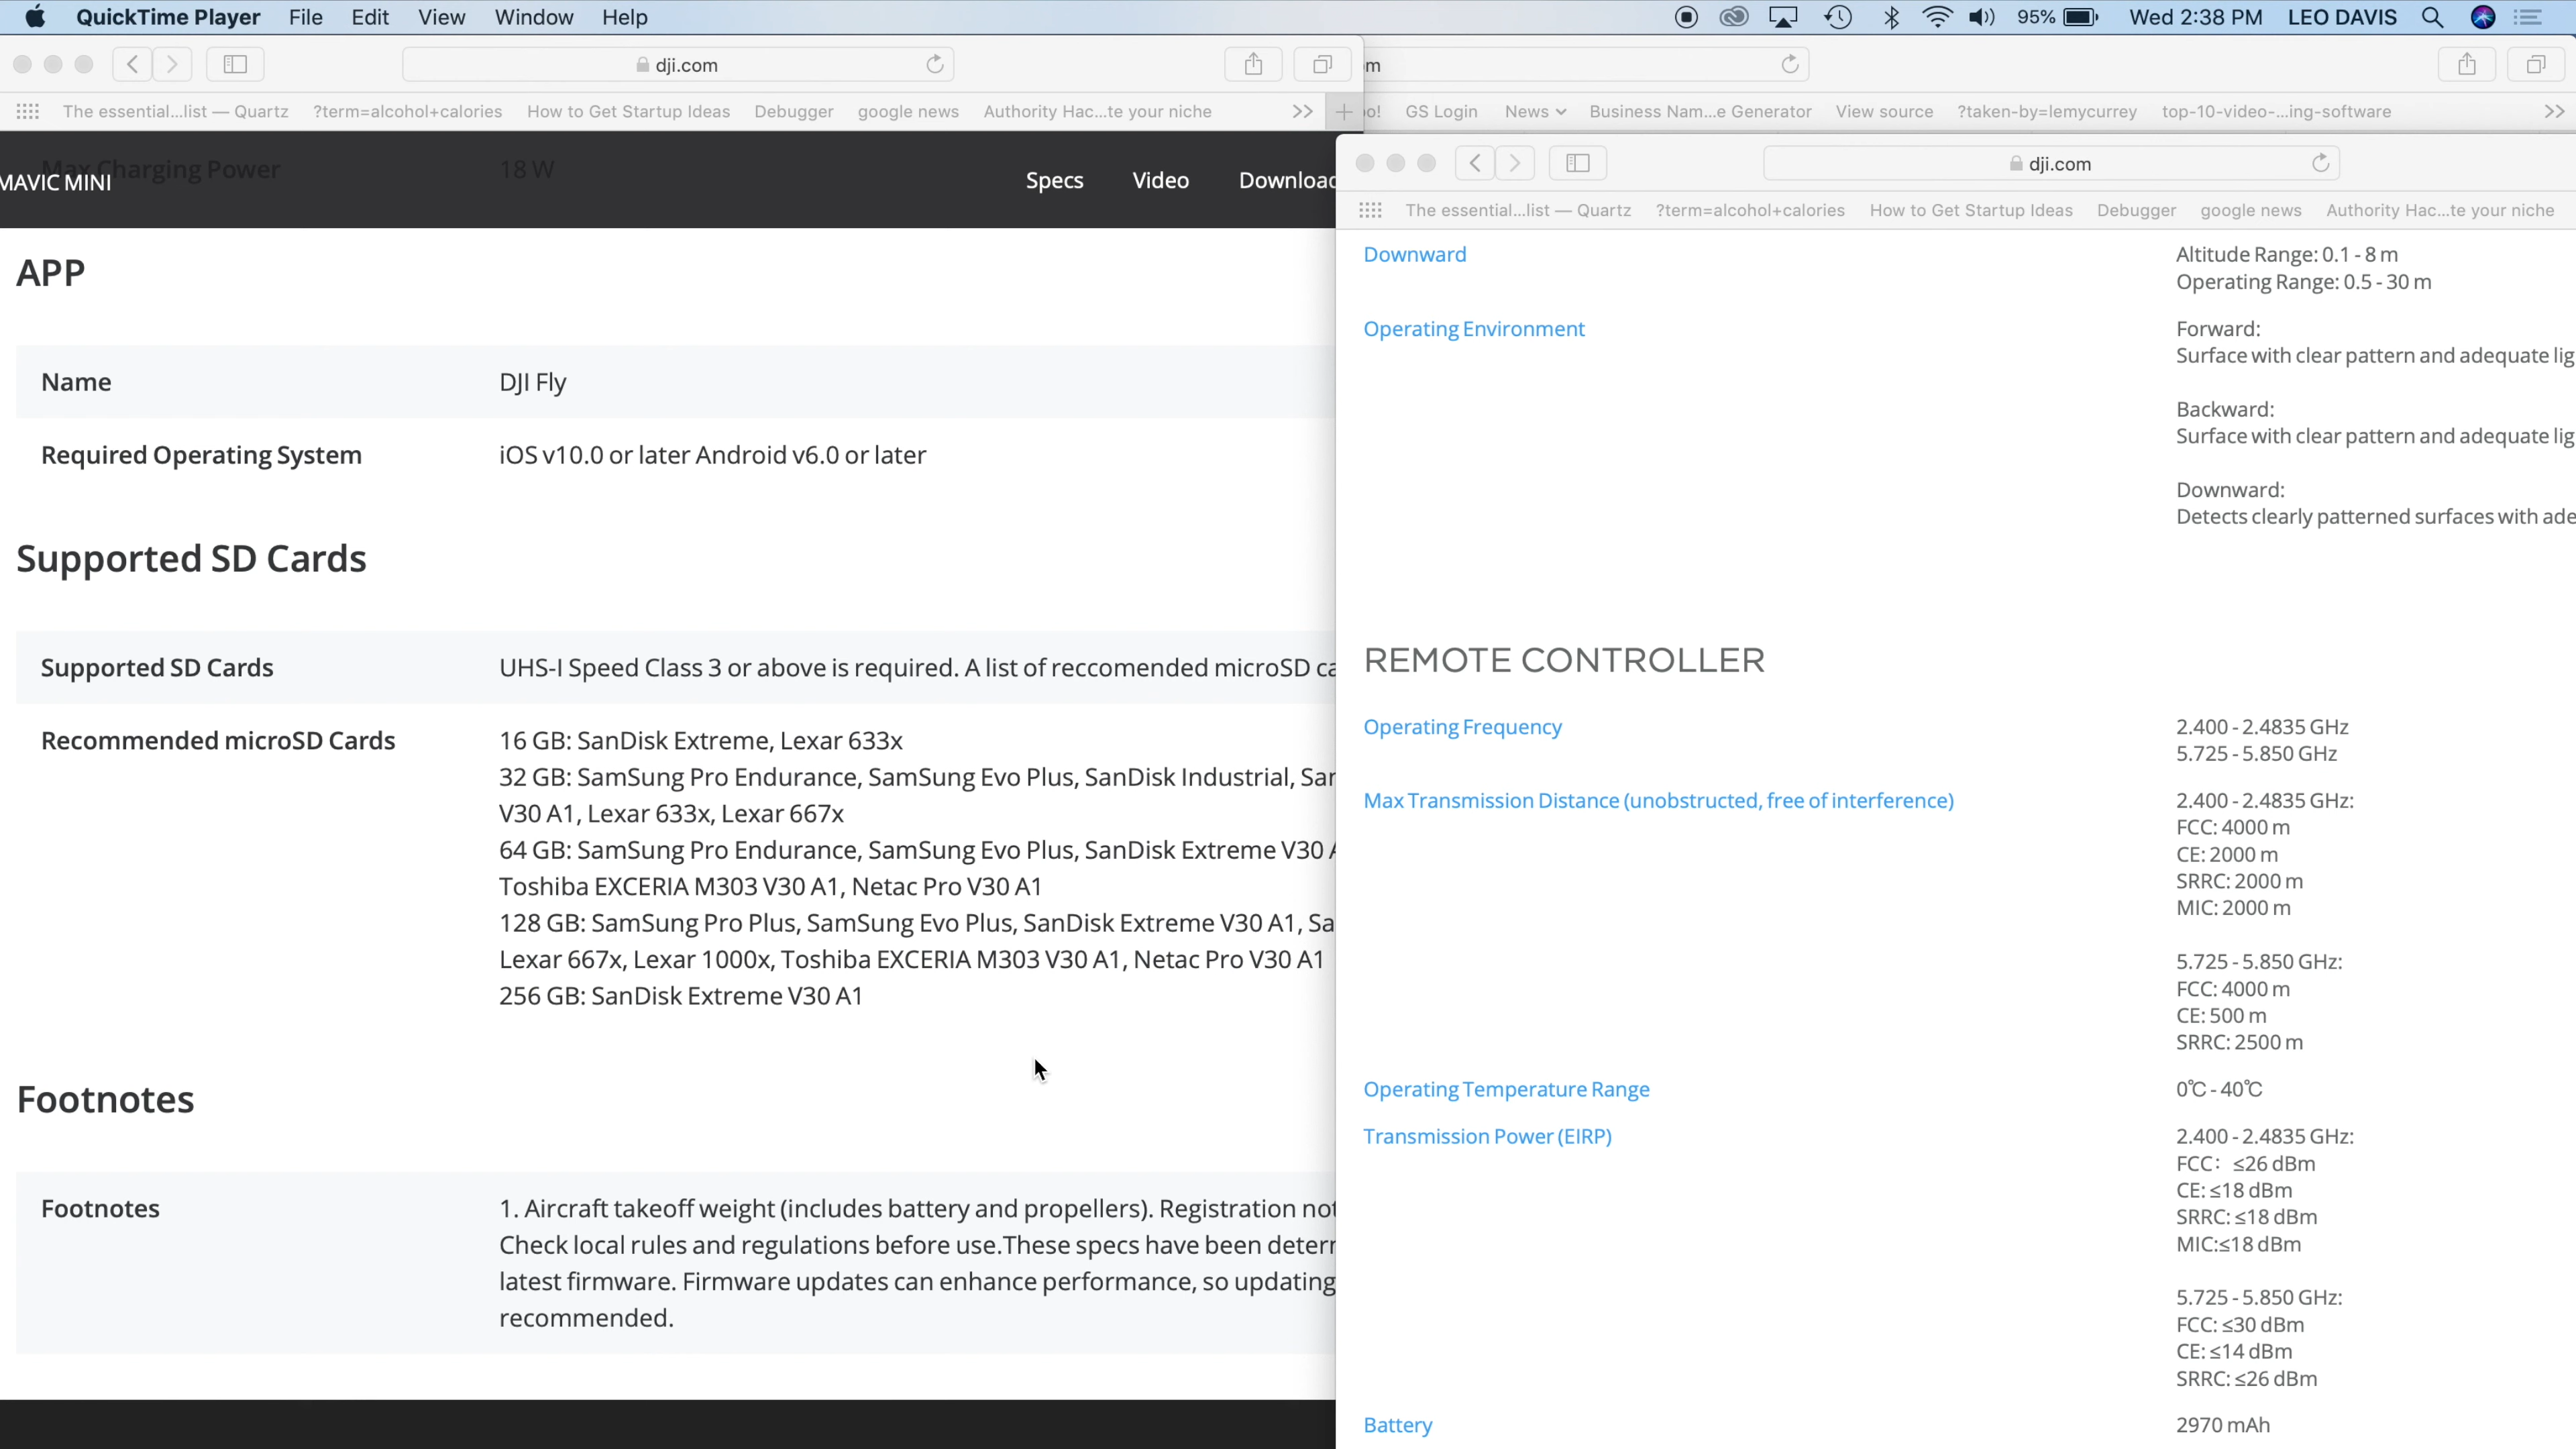 QuickTime Player File Edit View Window Help 95% Wed 2:38 PM LEO DAVIS
dji.com
The essential...list — Quartz ?term=alcohol+calories How to Get Startup Ideas Debugger google news Authority Hac...te your niche
m
oo! GS Login News Business Nam...e Generator View source ?taken-by=lemycurrey top-10-video-...ing-software
Max Charging Power 18 W
MAVIC MINI Specs Video Download
APP
Name DJI Fly
Required Operating System iOS v10.0 or later Android v6.0 or later
Supported SD Cards
Supported SD Cards UHS-I Speed Class 3 or above is required. A list of reccomended microSD ca
Recommended microSD Cards 16 GB: SanDisk Extreme, Lexar 633x
32 GB: SamSung Pro Endurance, SamSung Evo Plus, SanDisk Industrial, San
V30 A1, Lexar 633x, Lexar 667x
64 GB: SamSung Pro Endurance, SamSung Evo Plus, SanDisk Extreme V30 A
Toshiba EXCERIA M303 V30 A1, Netac Pro V30 A1
128 GB: SamSung Pro Plus, SamSung Evo Plus, SanDisk Extreme V30 A1, Sa
Lexar 667x, Lexar 1000x, Toshiba EXCERIA M303 V30 A1, Netac Pro V30 A1
256 GB: SanDisk Extreme V30 A1
Footnotes
Footnotes 1. Aircraft takeoff weight (includes battery and propellers). Registration not
Check local rules and regulations before use.These specs have been deterr
latest firmware. Firmware updates can enhance performance, so updating
recommended.
dji.com
The essential...list — Quartz ?term=alcohol+calories How to Get Startup Ideas Debugger google news Authority Hac...te your niche
Downward Altitude Range: 0.1 - 8 m
Operating Range: 0.5 - 30 m
Operating Environment Forward:
Surface with clear pattern and adequate lig
Backward:
Surface with clear pattern and adequate lig
Downward:
Detects clearly patterned surfaces with ade
REMOTE CONTROLLER
Operating Frequency 2.400 - 2.4835 GHz
5.725 - 5.850 GHz
Max Transmission Distance (unobstructed, free of interference) 2.400 - 2.4835 GHz:
FCC: 4000 m
CE: 2000 m
SRRC: 2000 m
MIC: 2000 m
5.725 - 5.850 GHz:
FCC: 4000 m
CE: 500 m
SRRC: 2500 m
Operating Temperature Range 0℃ - 40℃
Transmission Power (EIRP) 2.400 - 2.4835 GHz:
FCC： ≤26 dBm
CE: ≤18 dBm
SRRC: ≤18 dBm
MIC:≤18 dBm
5.725 - 5.850 GHz:
FCC: ≤30 dBm
CE: ≤14 dBm
SRRC: ≤26 dBm
Battery 2970 mAh